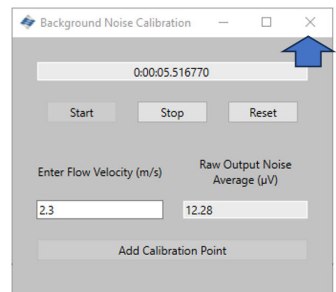 Background Noise Calibration
0:00:05.516770
Start Stop Reset
Enter Flow Velocity (m/s)
Raw Output Noise
Average (µV)
2.3 12.28
Add Calibration Point